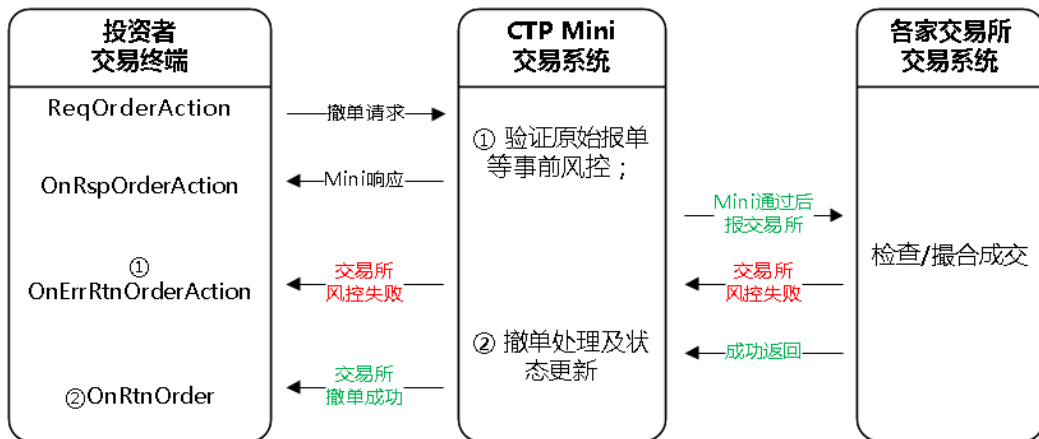 投资者
交易终端
ReqOrderAction
OnRspOrderAction
①
OnErrRtnOrderAction
②OnRtnOrder
撤单请求
Mini响应
交易所
风控失败
交易所
撤单成功
CTP Mini
交易系统
① 验证原始报单
等事前风控；
② 撤单处理及状
态更新
Mini通过后
报交易所
交易所
风控失败
成功返回
各家交易所
交易系统
检查/撮合成交